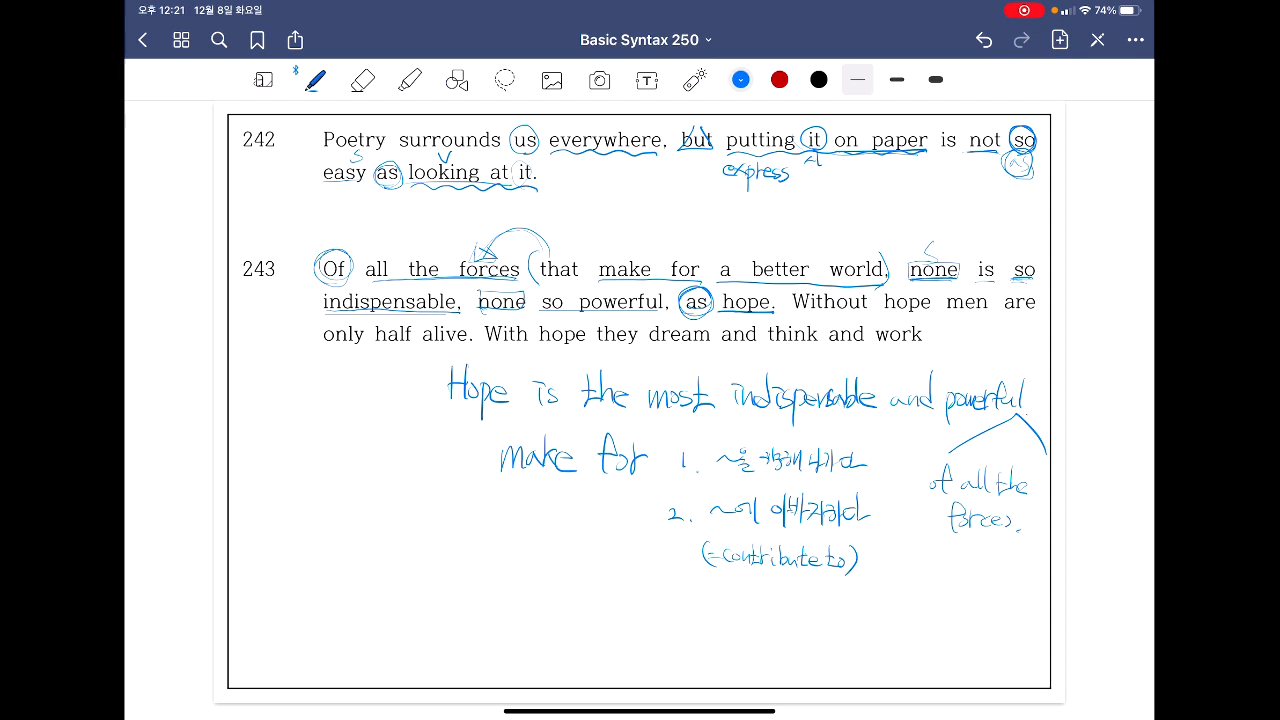 오후 12:21 12월 8일 화요일
74%
Basic Syntax 250
242 Poetry surrounds us everywhere, but putting it on paper is not so
S V express as
easy as looking at it.
243 Of all the forces that make for a better world, none is so
S
indispensable, none so powerful, as hope. Without hope men are
only half alive. With hope they dream and think and work
Hope is the most indispensable and powerful
make for 1. ~을 향해 나가다
of all the
2. ~에 이바지하다
forces.
(=contribute to)